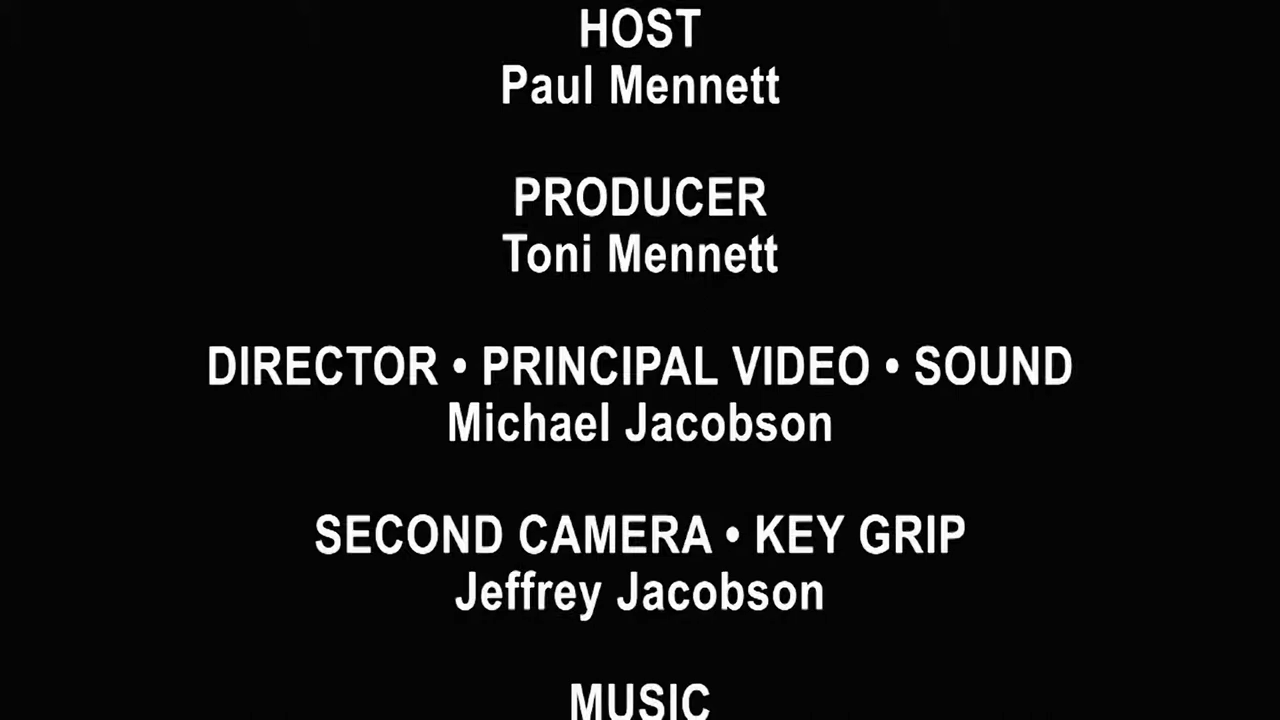 HOST
Paul Mennett
PRODUCER
Toni Mennett
DIRECTOR • PRINCIPAL VIDEO • SOUND
Michael Jacobson
SECOND CAMERA • KEY GRIP
Jeffrey Jacobson
MUSIC